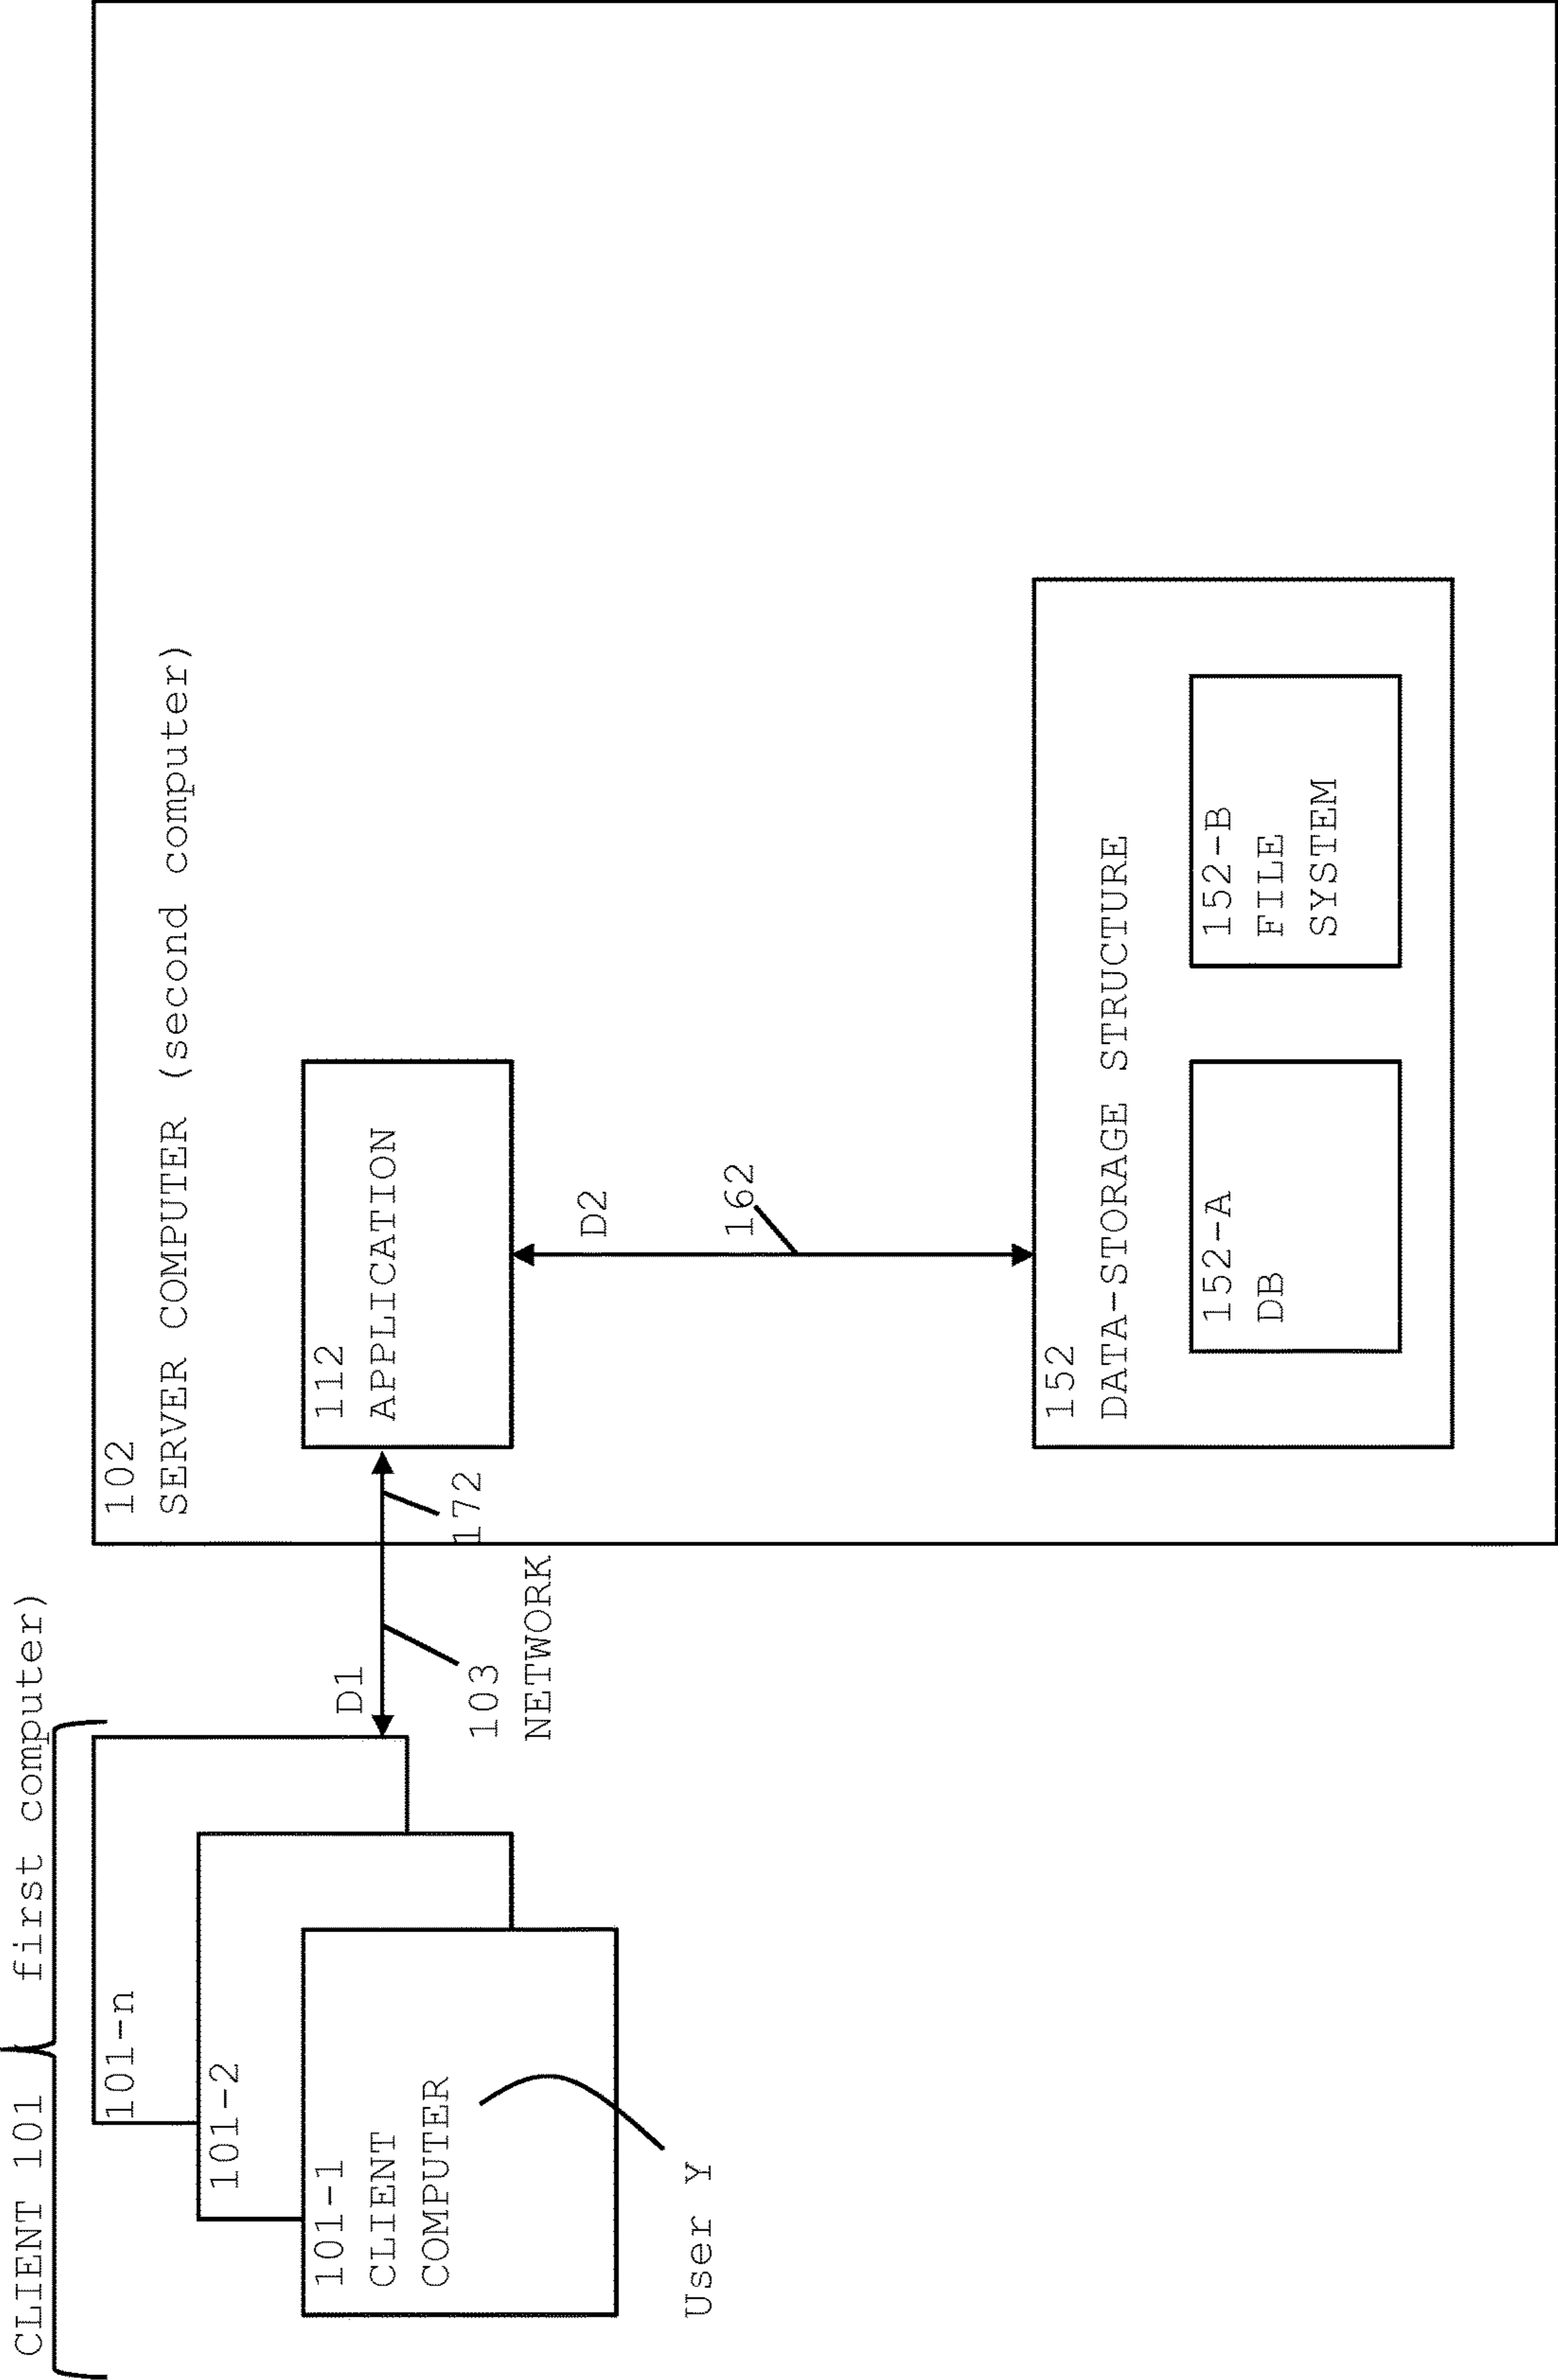 CLIENT 101 first computer)
101-n
101-2
101-1
CLIENT
COMPUTER
User Y
D1
103
NETWORK
172
102
SERVER COMPUTER (second computer)
112
APPLICATION
D2
162
152
DATA-STORAGE STRUCTURE
152-A
DB
152-B
FILE
SYSTEM